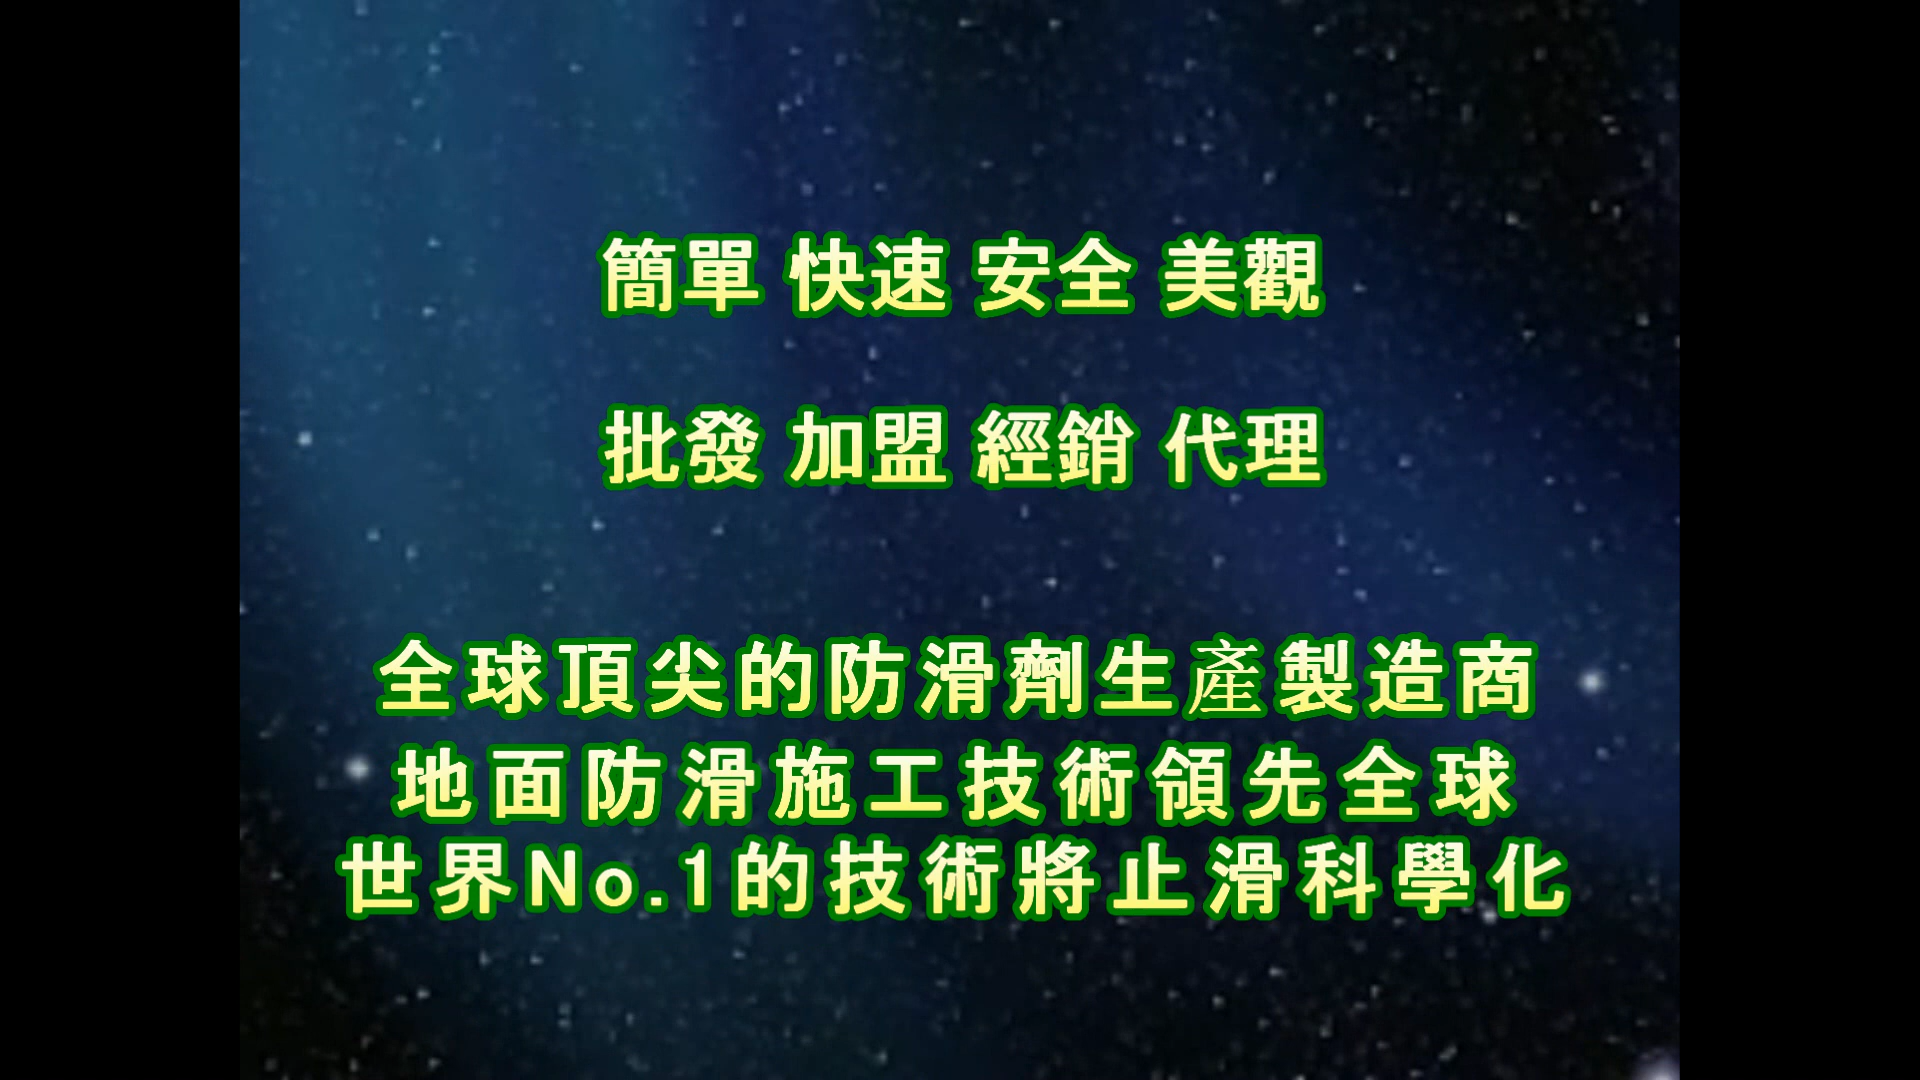 簡單 快速 安全 美觀
批發 加盟 經銷 代理
全球頂尖的防滑劑生產製造商
地面防滑施工技術領先全球
世界No.1的技術將止滑科學化